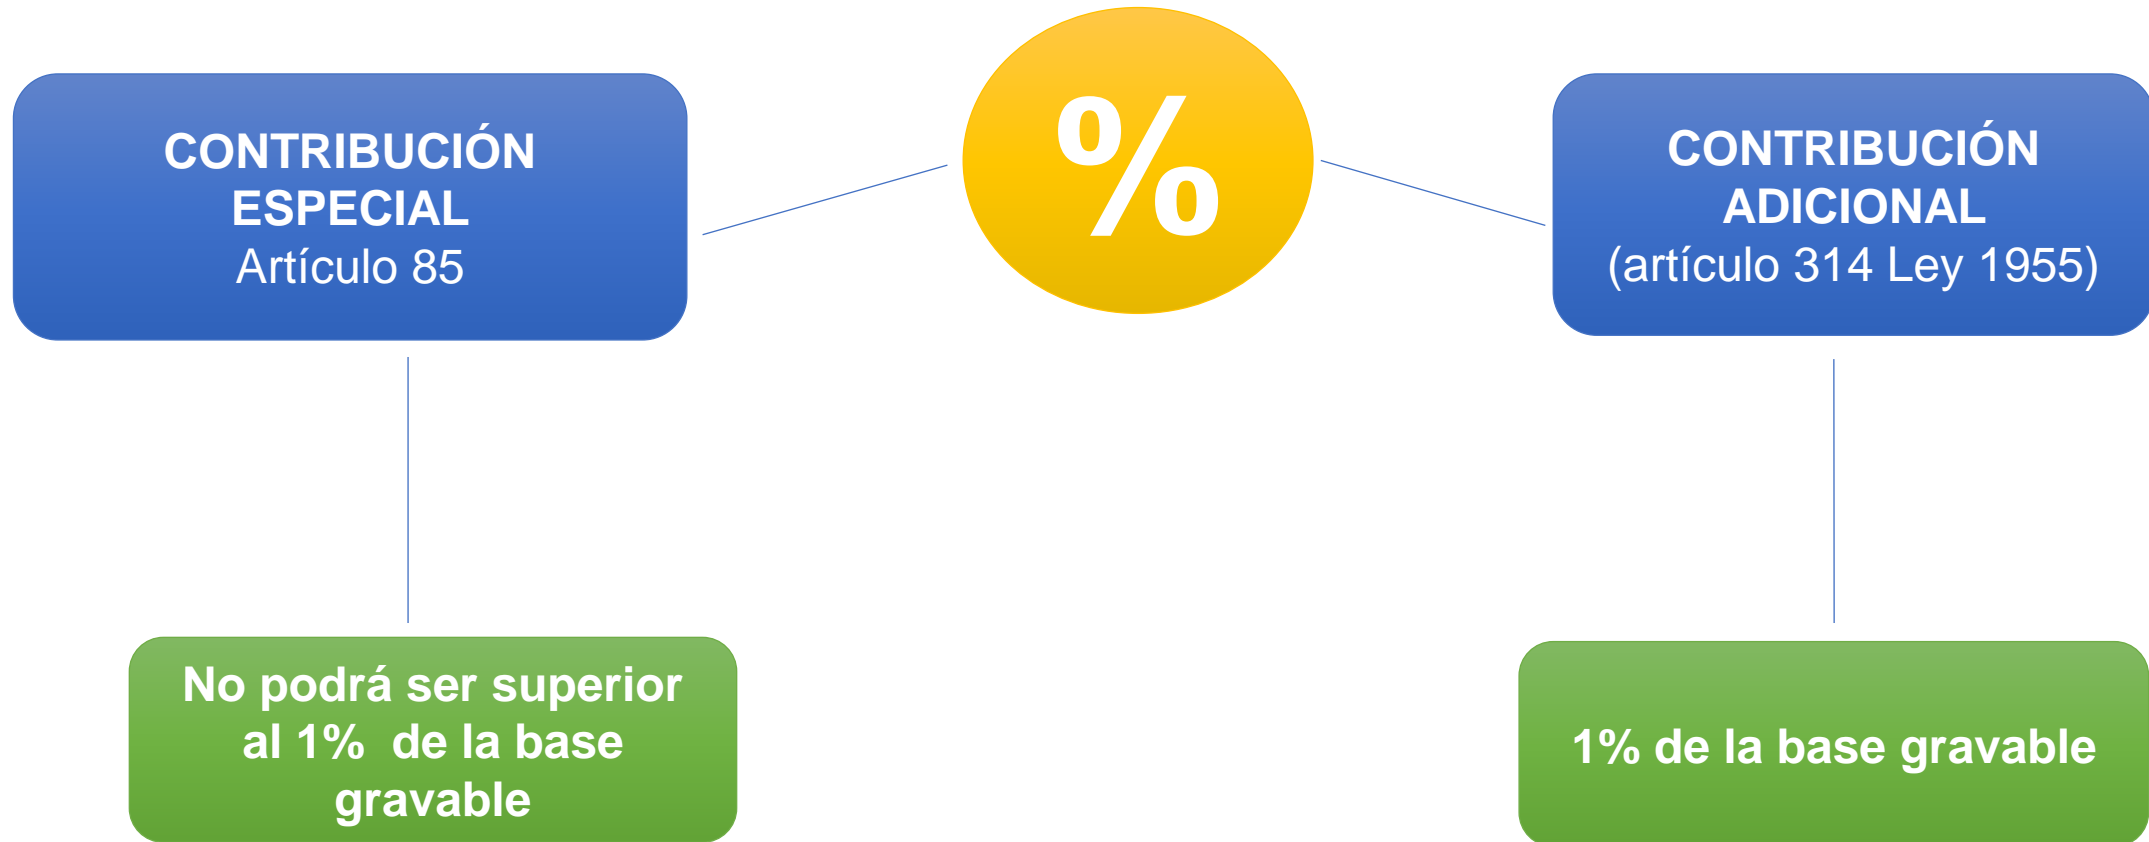 CONTRIBUCIÓN
ESPECIAL
Artículo 85
%
CONTRIBUCIÓN
ADICIONAL
(artículo 314 Ley 1955)
No podrá ser superior
al 1%  de la base
gravable
1% de la base gravable